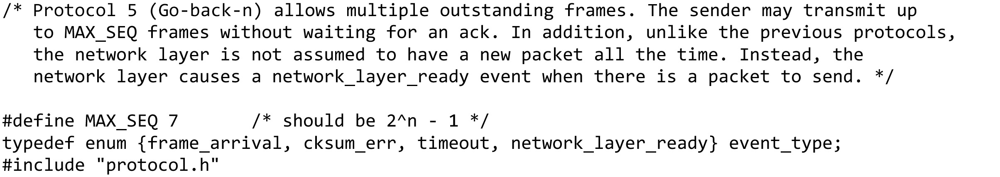 /* Protocol 5 (Go-back-n) allows multiple outstanding frames. The sender may transmit up
   to MAX_SEQ frames without waiting for an ack. In addition, unlike the previous protocols,
   the network layer is not assumed to have a new packet all the time. Instead, the
   network layer causes a network_layer_ready event when there is a packet to send. */

#define MAX_SEQ 7       /* should be 2^n - 1 */
typedef enum {frame_arrival, cksum_err, timeout, network_layer_ready} event_type;
#include "protocol.h"